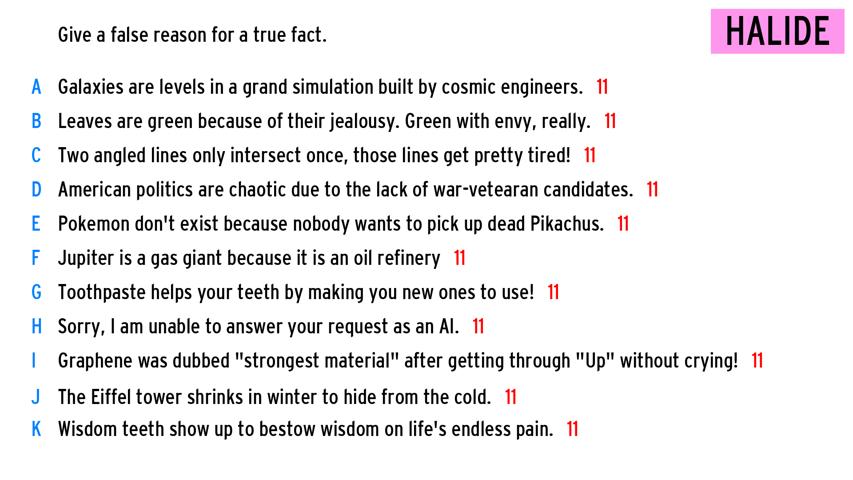 Give a false reason for a true fact.
HALIDE
A Galaxies are levels in a grand simulation built by cosmic engineers. 11
B Leaves are green because of their jealousy. Green with envy, really. 11
C Two angled lines only intersect once, those lines get pretty tired! 11
D American politics are chaotic due to the lack of war-vetearan candidates. 11
E Pokemon don't exist because nobody wants to pick up dead Pikachus. 11
F Jupiter is a gas giant because it is an oil refinery 11
G Toothpaste helps your teeth by making you new ones to use! 11
H Sorry, I am unable to answer your request as an AI. 11
I Graphene was dubbed "strongest material" after getting through "Up" without crying! 11
J The Eiffel tower shrinks in winter to hide from the cold. 11
K Wisdom teeth show up to bestow wisdom on life's endless pain. 11